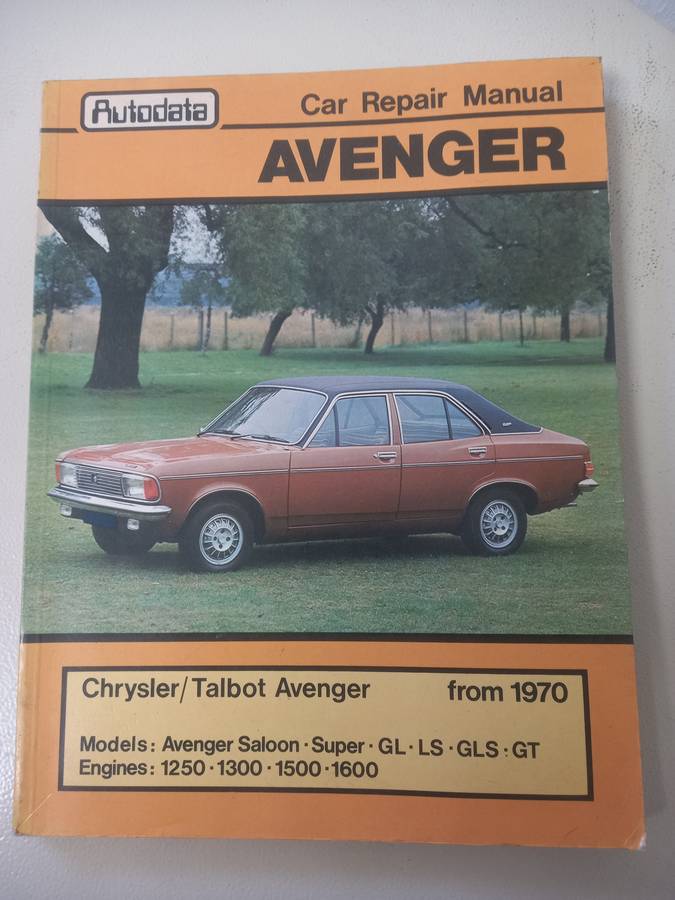 Autodata
Car Repair Manual
AVENGER
Chrysler/Talbot Avenger from 1970
Models: Avenger Saloon · Super · GL · LS · GLS · GT
Engines: 1250 · 1300 · 1500 · 1600